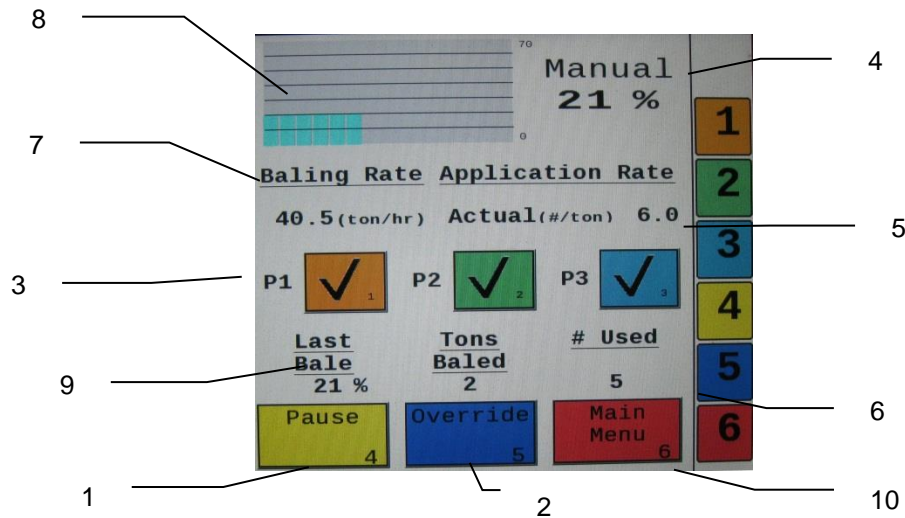 8
70
Manual
4
21 %
0
1
7
Baling Rate Application Rate
2
40.5(ton/hr) Actual(#/ton) 6.0
5
3
3
P1 1 P2 2 P3 3
4
Last Bale
Tons Baled
# Used
9
21 %
2
5
5
6
Pause 4
Override 5
Main Menu 6
6
1
2
10